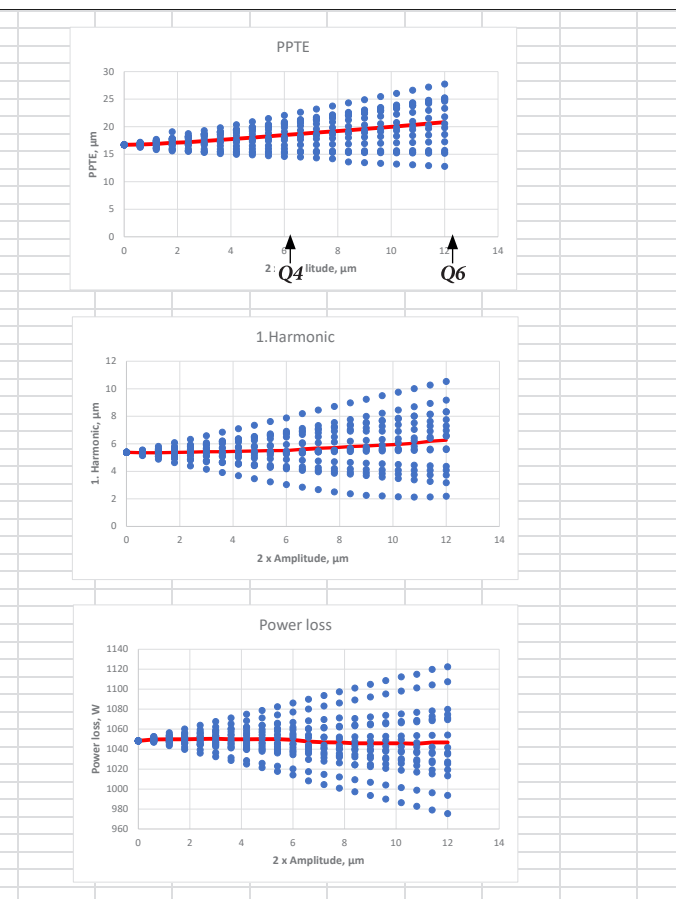 PPTE
30
25
20
15
10
5
0
PPTE, µm
0 2 4 6 8 10 12 14
2 : litude, µm
Q4
Q6
1.Harmonic
12
10
8
6
4
2
0
1. Harmonic, µm
0 2 4 6 8 10 12 14
2 x Amplitude, µm
Power loss
1140
1120
1100
1080
1060
1040
1020
1000
980
960
Power loss, W
0 2 4 6 8 10 12 14
2 x Amplitude, µm